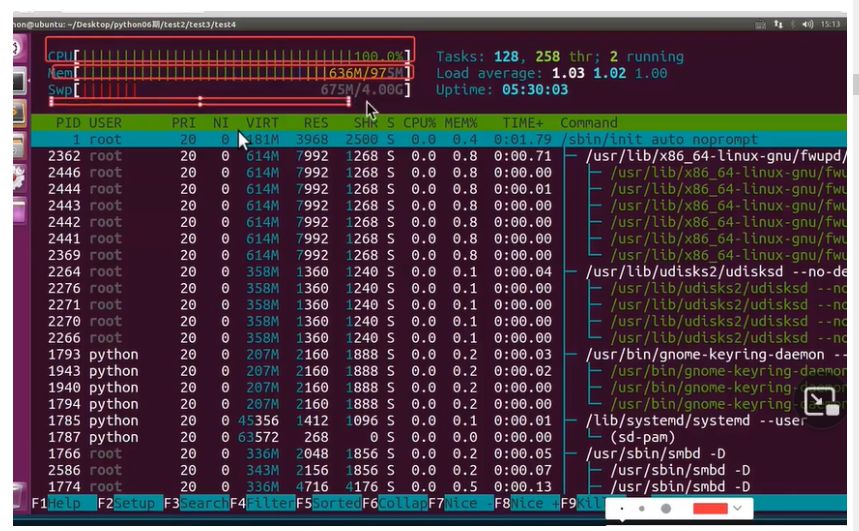 hon@ubuntu: ~/Desktop/python06期/test2/test3/test4 15:13
CPU[||||||||||||||||||||||||||||||||100.0%] Tasks: 128, 258 thr; 2 running
Mem[|||||||||||||||||||||||||||||636M/975M] Load average: 1.03 1.02 1.00
Swp[||||||| 675M/4.00G] Uptime: 05:30:03
PID USER PRI NI VIRT RES SHR S CPU% MEM% TIME+ Command
1 root 20 0 181M 3968 2500 S 0.0 0.4 0:01.79 /sbin/init auto noprompt
2362 root 20 0 614M 7992 1268 S 0.0 0.8 0:00.71 ├─ /usr/lib/x86_64-linux-gnu/fwupd/
2446 root 20 0 614M 7992 1268 S 0.0 0.8 0:00.00 │ ├─ /usr/lib/x86_64-linux-gnu/fwu
2444 root 20 0 614M 7992 1268 S 0.0 0.8 0:00.01 │ ├─ /usr/lib/x86_64-linux-gnu/fwu
2443 root 20 0 614M 7992 1268 S 0.0 0.8 0:00.00 │ ├─ /usr/lib/x86_64-linux-gnu/fwu
2442 root 20 0 614M 7992 1268 S 0.0 0.8 0:00.00 │ ├─ /usr/lib/x86_64-linux-gnu/fwu
2441 root 20 0 614M 7992 1268 S 0.0 0.8 0:00.00 │ ├─ /usr/lib/x86_64-linux-gnu/fwu
2369 root 20 0 614M 7992 1268 S 0.0 0.8 0:00.00 │ └─ /usr/lib/x86_64-linux-gnu/fwu
2264 root 20 0 358M 1360 1240 S 0.0 0.1 0:00.04 ├─ /usr/lib/udisks2/udisksd --no-de
2276 root 20 0 358M 1360 1240 S 0.0 0.1 0:00.00 │ ├─ /usr/lib/udisks2/udisksd --no
2271 root 20 0 358M 1360 1240 S 0.0 0.1 0:00.00 │ ├─ /usr/lib/udisks2/udisksd --no
2270 root 20 0 358M 1360 1240 S 0.0 0.1 0:00.00 │ ├─ /usr/lib/udisks2/udisksd --no
2266 root 20 0 358M 1360 1240 S 0.0 0.1 0:00.00 │ └─ /usr/lib/udisks2/udisksd --no
1793 python 20 0 207M 2160 1888 S 0.0 0.2 0:00.03 ├─ /usr/bin/gnome-keyring-daemon --
1943 python 20 0 207M 2160 1888 S 0.0 0.2 0:00.02 │ ├─ /usr/bin/gnome-keyring-daemon
1940 python 20 0 207M 2160 1888 S 0.0 0.2 0:00.00 │ ├─ /usr/bin/gnome-keyring-daemon
1794 python 20 0 207M 2160 1888 S 0.0 0.2 0:00.00 │ └─ /usr/bin/gnome-keyring-
1785 python 20 0 45356 1412 1096 S 0.0 0.1 0:00.01 ├─ /lib/systemd/systemd --user
1787 python 20 0 63572 268 0 S 0.0 0.0 0:00.00 │ └─ (sd-pam)
1766 root 20 0 336M 2048 1856 S 0.0 0.2 0:00.05 ├─ /usr/sbin/smbd -D
2586 root 20 0 343M 2156 1856 S 0.0 0.2 0:00.07 │ ├─ /usr/sbin/smbd -D
1774 root 20 0 336M 4716 4176 S 0.0 0.5 0:00.13 │ ├─ /usr/sbin/smbd -D
F1Help F2Setup F3SearchF4FilterF5SortedF6CollapF7Nice -F8Nice +F9Kil